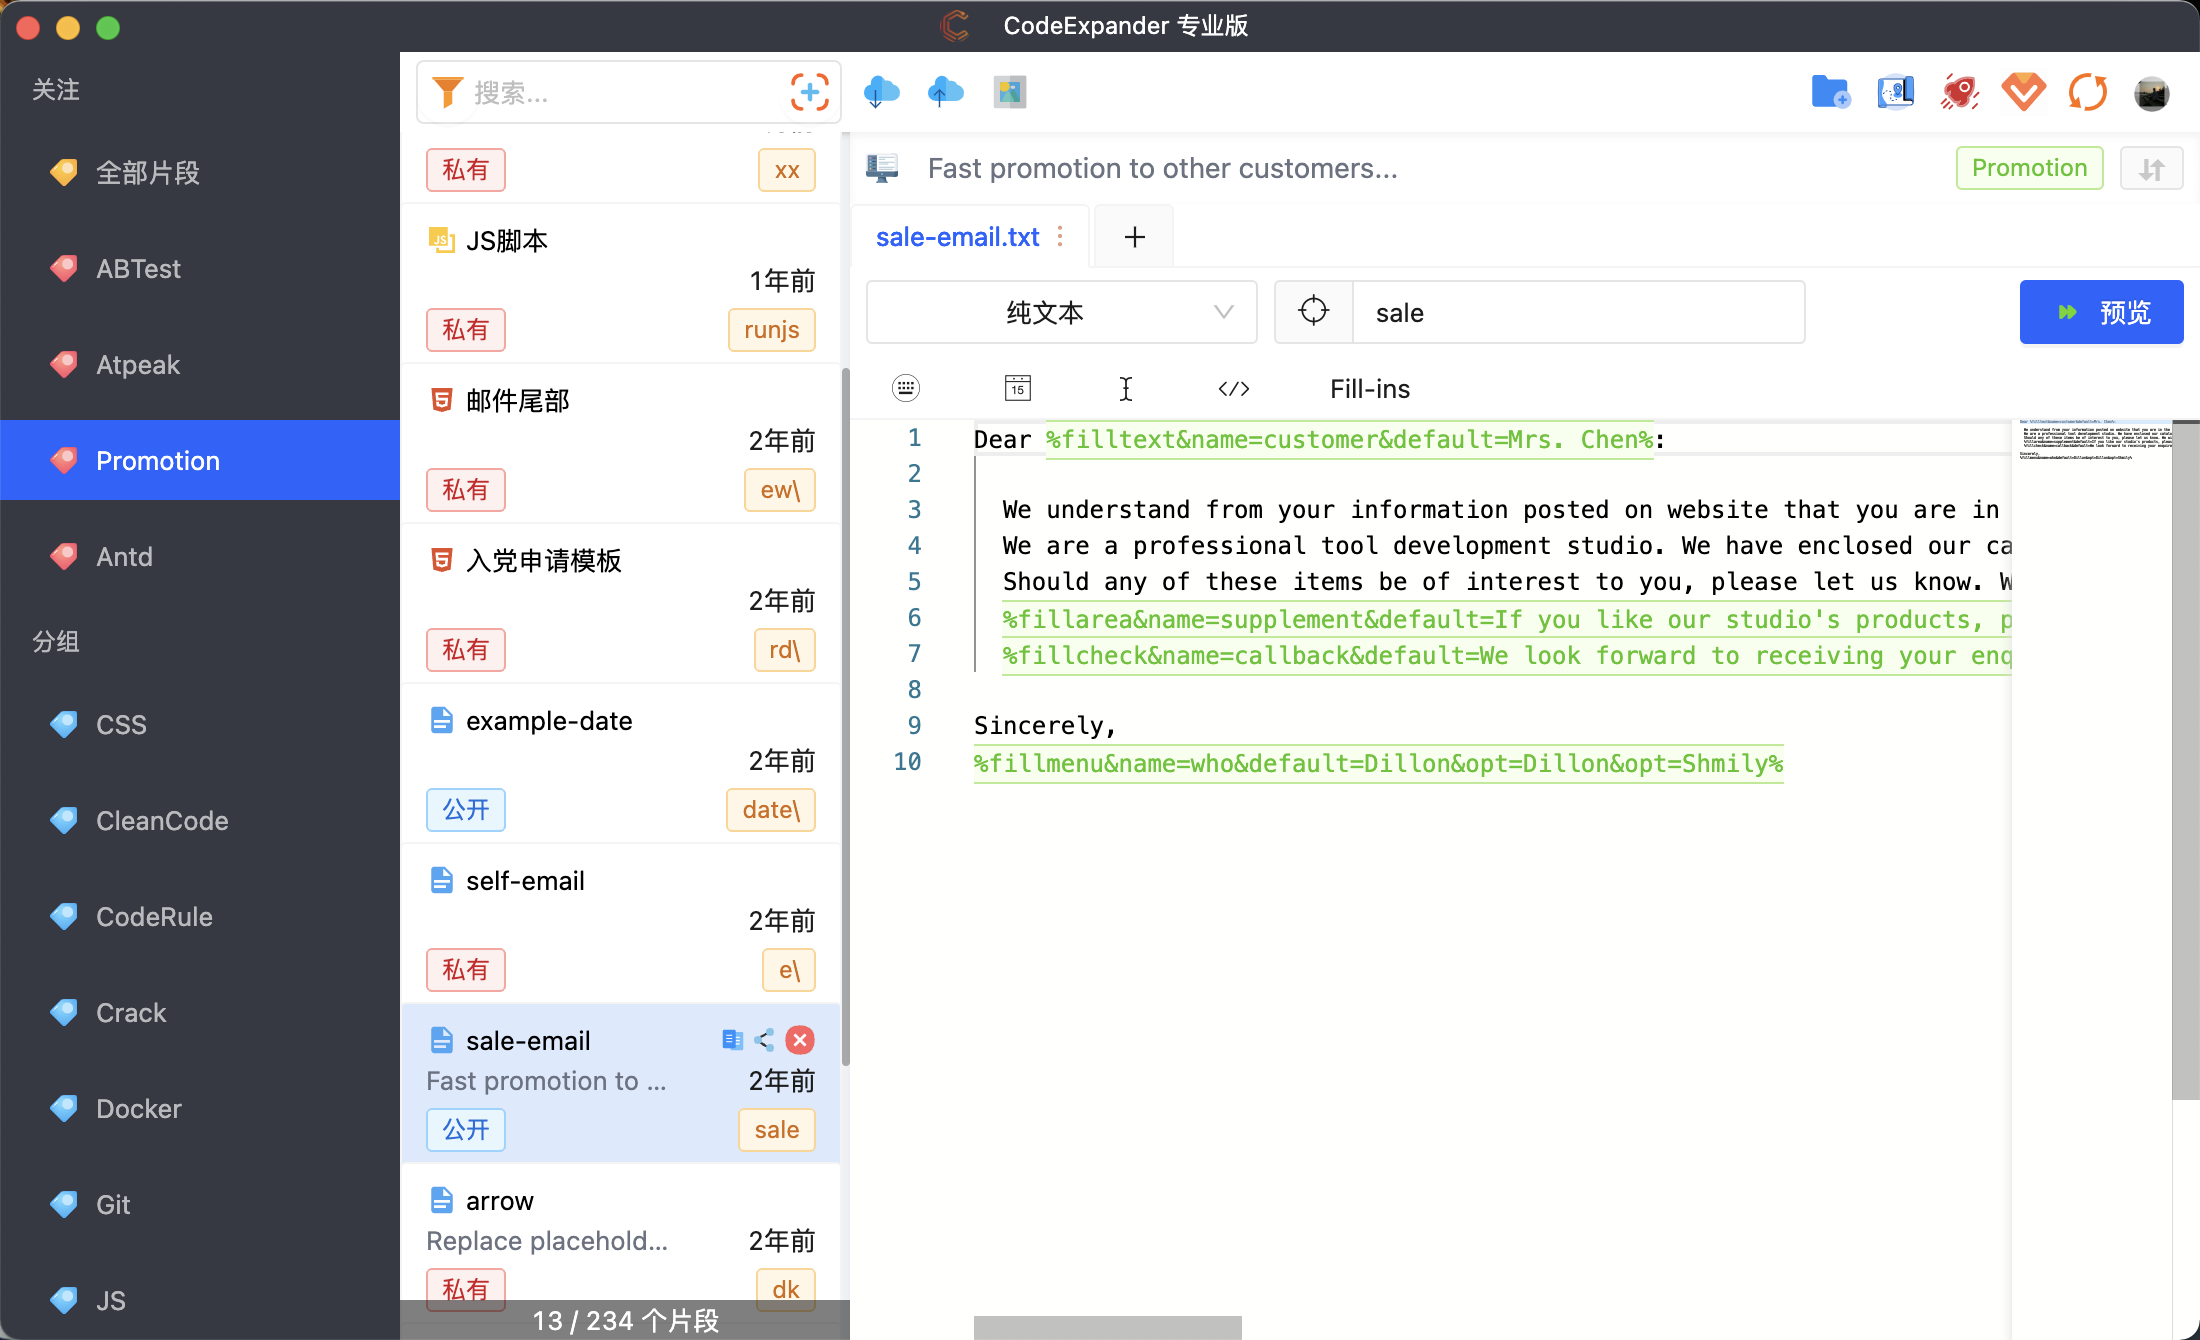 CodeExpander 专业版
关注
全部片段
ABTest
Atpeak
Promotion
Antd
分组
CSS
CleanCode
CodeRule
Crack
Docker
Git
JS
搜索...
私有
xx
JS脚本
1年前
私有
runjs
邮件尾部
2年前
私有
ew\
入党申请模板
2年前
私有
rd\
example-date
2年前
公开
date\
self-email
2年前
私有
e\
sale-email
Fast promotion to ...
2年前
公开
sale
arrow
Replace placehold...
2年前
私有
dk
13 / 234 个片段
Fast promotion to other customers...
Promotion
sale-email.txt
+
纯文本
sale
预览
15
</>
Fill-ins
1 Dear %filltext&name=customer&default=Mrs. Chen%:
2
3 We understand from your information posted on website that you are in
4 We are a professional tool development studio. We have enclosed our ca
5 Should any of these items be of interest to you, please let us know. W
6 %fillarea&name=supplement&default=If you like our studio's products, p
7 %fillcheck&name=callback&default=We look forward to receiving your enq
8
9 Sincerely,
10 %fillmenu&name=who&default=Dillon&opt=Dillon&opt=Shmily%